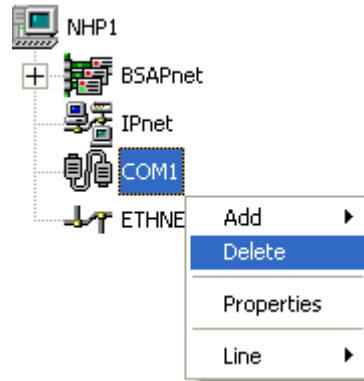 NHP1
BSAPnet
IPnet
COM1
ETHNE
Add
Delete
Properties
Line